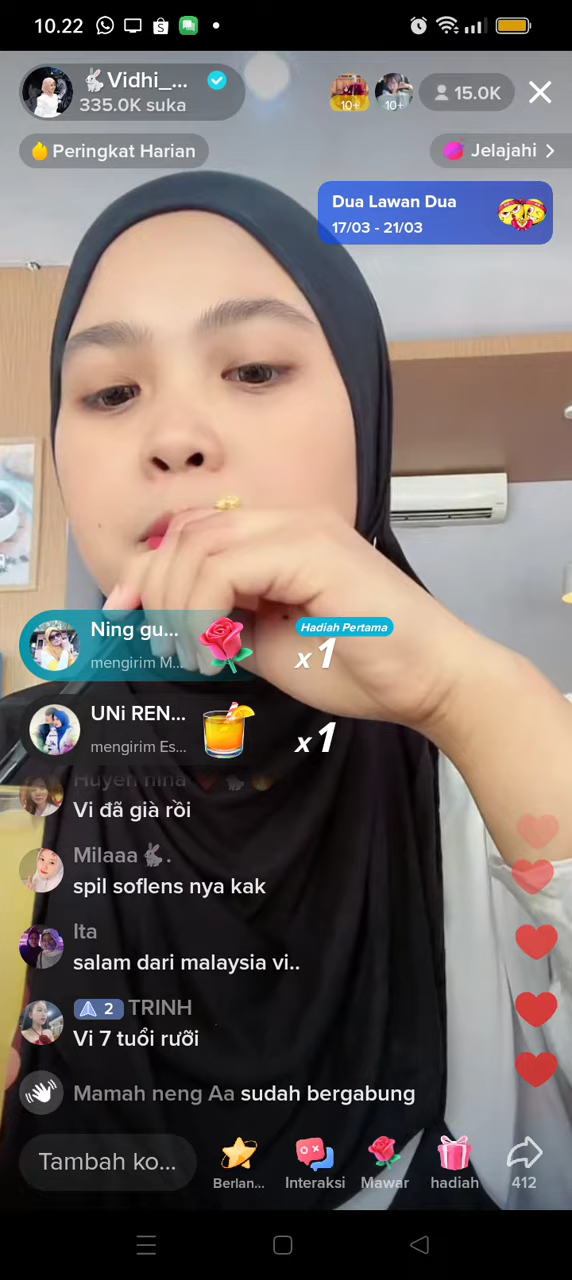 10.22
🐇Vidhi_...
335.0K suka
10+
10+
15.0K
Peringkat Harian
Jelajahi
Dua Lawan Dua
17/03 - 21/03
Ning gu...
mengirim M...
Hadiah Pertama
x1
UNi REN...
mengirim Es...
x1
Huyen nina
Vi đã già rồi
Milaaa 🐇.
spil soflens nya kak
Ita
salam dari malaysia vi..
2 TRINH
Vi 7 tuổi rưỡi
Mamah neng Aa sudah bergabung
Tambah ko...
Berlan...
Interaksi
Mawar
hadiah
412